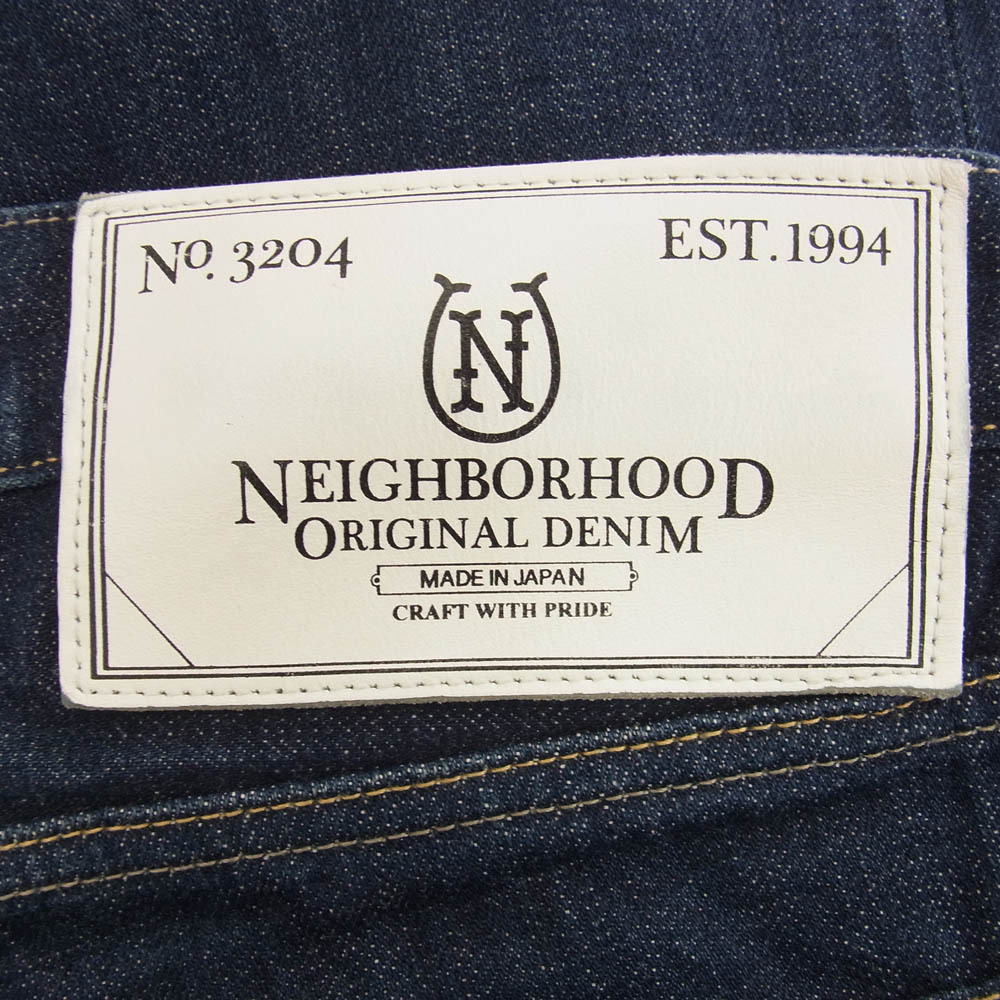 No. 3204
EST. 1994
N
NEIGHBORHOOD
ORIGINAL DENIM
MADE IN JAPAN
CRAFT WITH PRIDE